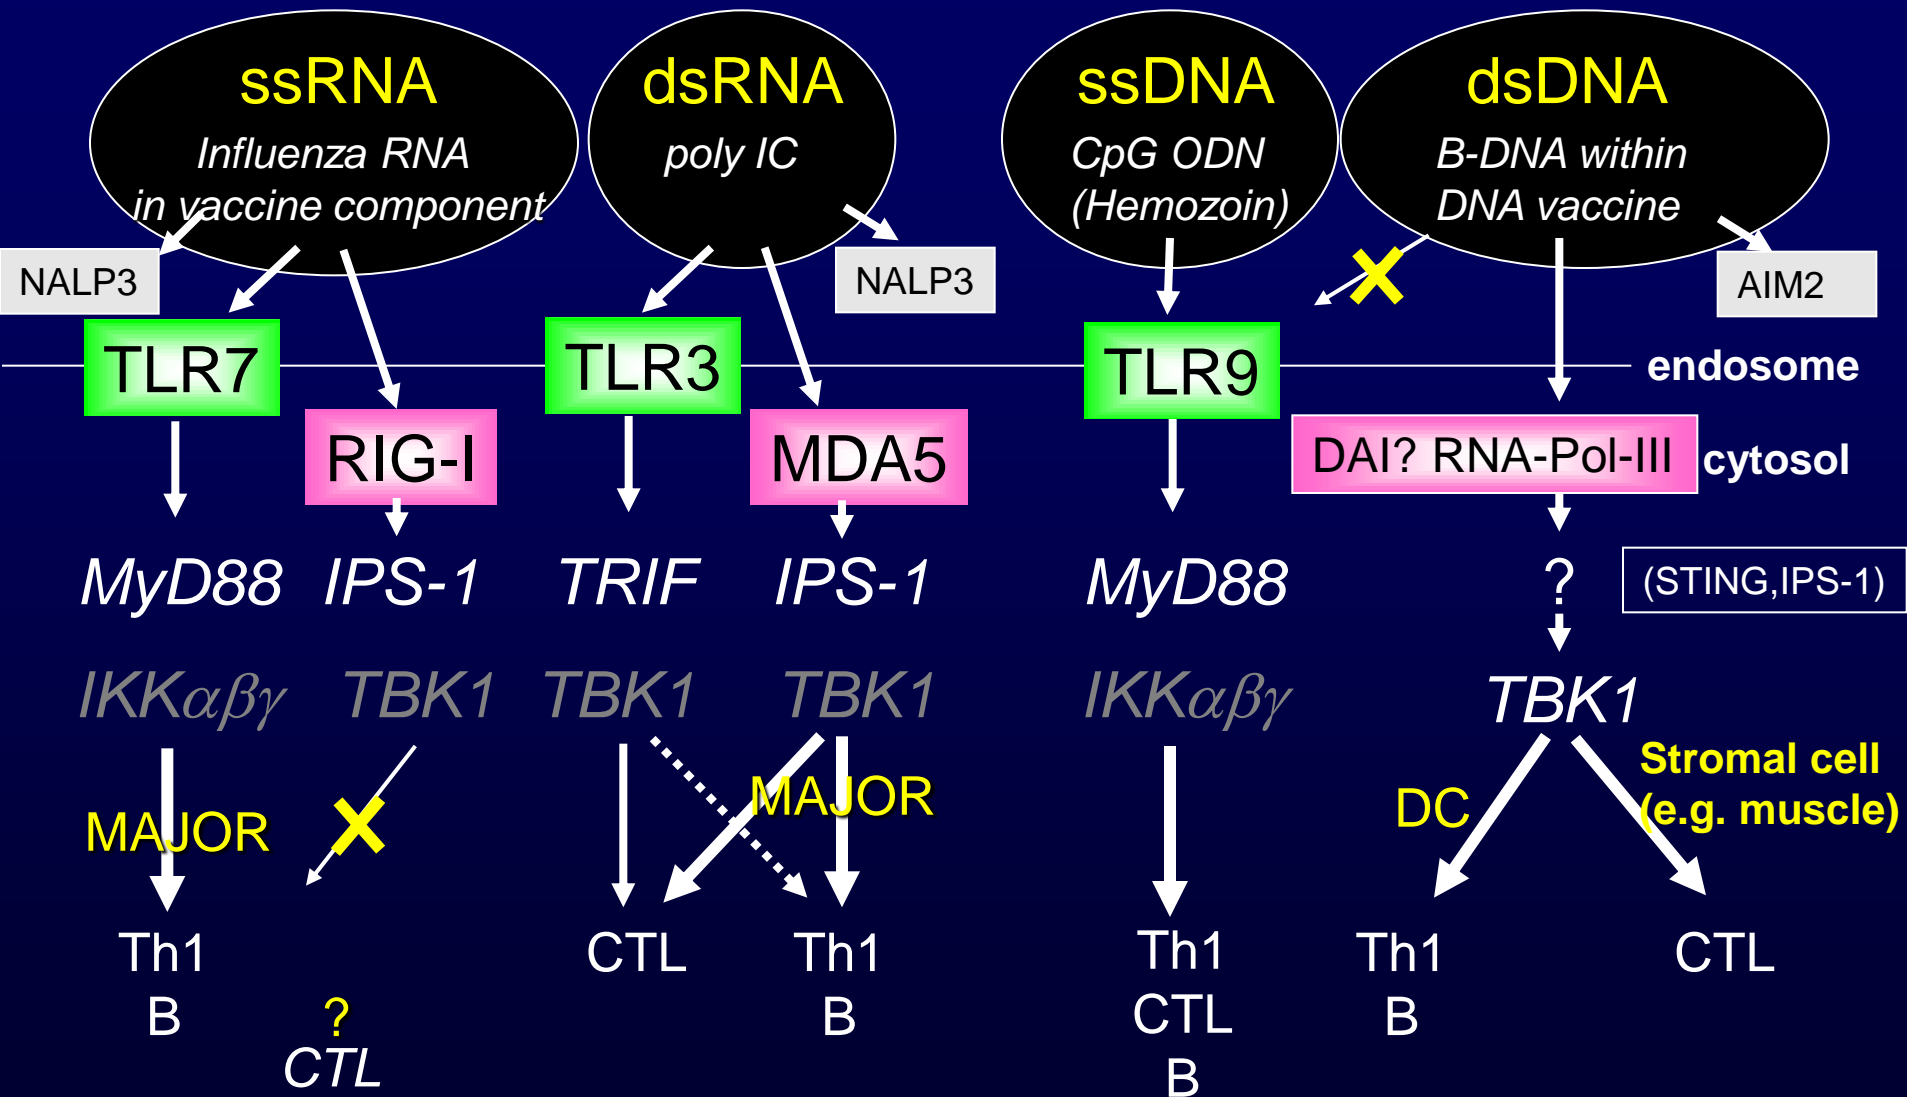 ssRNA
Influenza RNA
in vaccine component
dsRNA
poly IC
ssDNA
CpG ODN
(Hemozoin)
dsDNA
B-DNA within
DNA vaccine
NALP3
NALP3
AIM2
TLR7
TLR3
TLR9
endosome
RIG-I
MDA5
DAI? RNA-Pol-III
cytosol
MyD88
IPS-1
TRIF
IPS-1
MyD88
?
(STING,IPS-1)
IKKαβγ
TBK1
TBK1
TBK1
IKKαβγ
TBK1
MAJOR
MAJOR
DC
Stromal cell
(e.g. muscle)
Th1
B
?
CTL
CTL
Th1
B
Th1
CTL
B
Th1
B
CTL